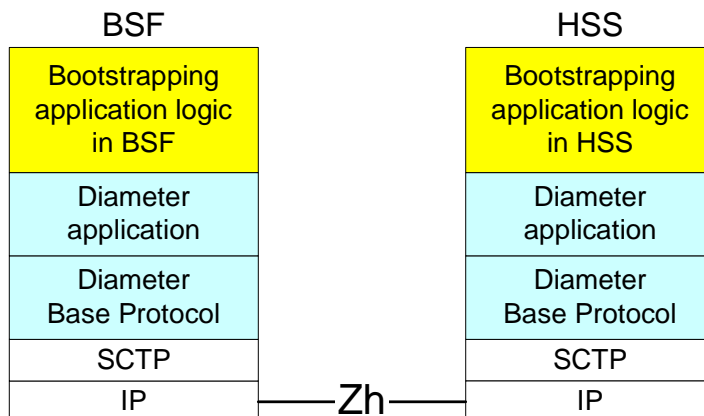 BSF
Bootstrapping
application logic
in BSF
Diameter
application
Diameter
Base Protocol
SCTP
IP
Zh
HSS
Bootstrapping
application logic
in HSS
Diameter
application
Diameter
Base Protocol
SCTP
IP